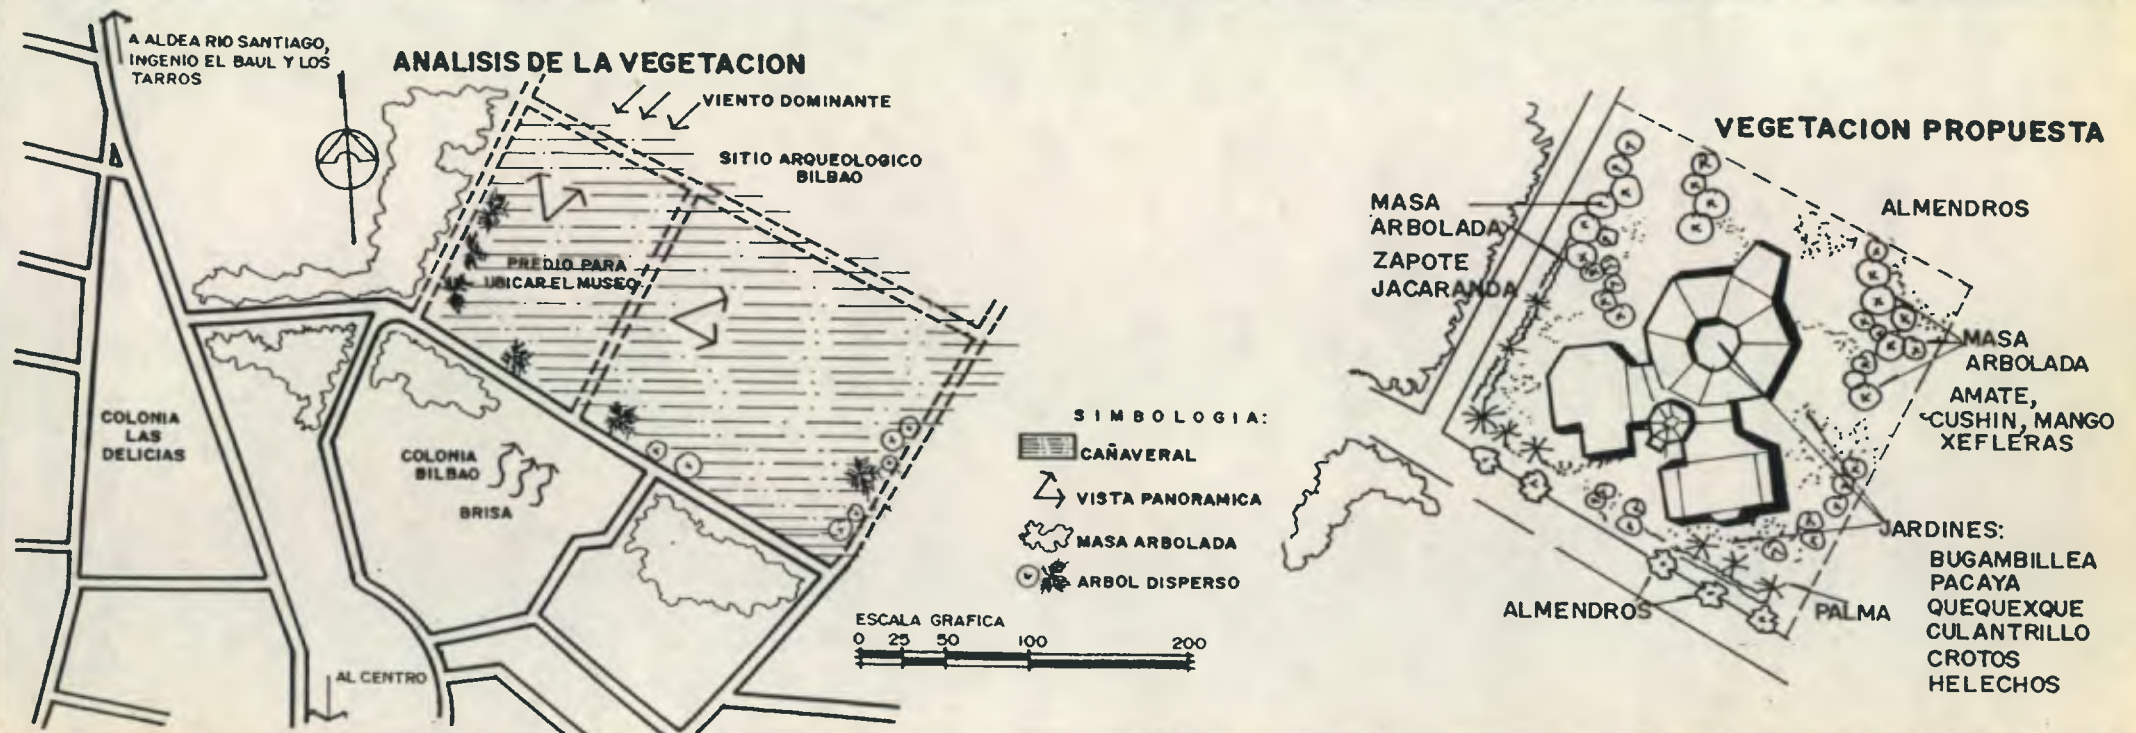 A ALDEA RIO SANTIAGO,
INGENIO EL BAUL Y LOS
TARROS
ANALISIS DE LA VEGETACION
VIENTO DOMINANTE
SITIO ARQUEOLOGICO
BILBAO
PREDIO PARA
UBICAR EL MUSEO
COLONIA
LAS
DELICIAS
COLONIA
BILBAO
BRISA
AL CENTRO
SIMBOLOGIA:
CAÑAVERAL
VISTA PANORAMICA
MASA ARBOLADA
ARBOL DISPERSO
ESCALA GRAFICA
0 25 50 100 200
VEGETACION PROPUESTA
MASA
ARBOLADA
ZAPOTE
JACARANDA
ALMENDROS
MASA
ARBOLADA
AMATE,
CUSHIN, MANGO
XEFLERAS
JARDINES:
BUGAMBILLEA
PACAYA
QUEQUEXQUE
CULANTRILLO
CROTOS
HELECHOS
ALMENDROS
PALMA